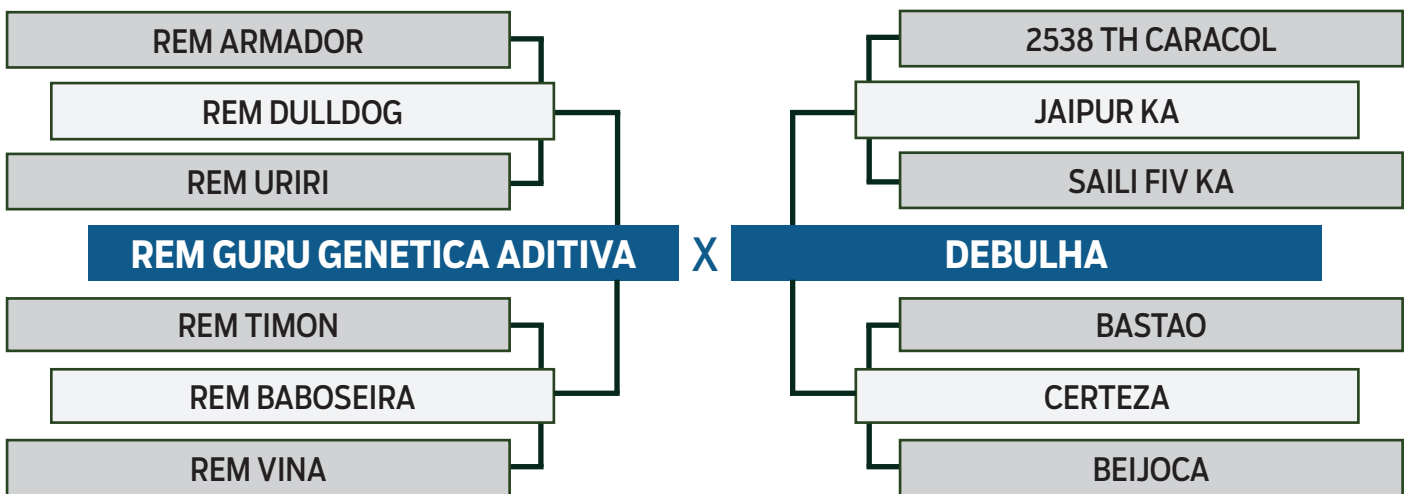 REM ARMADOR
REM DULLDOG
REM URIRI
REM GURU GENETICA ADITIVA
REM TIMON
REM BABOSEIRA
REM VINA
X
2538 TH CARACOL
JAIPUR KA
SAILI FIV KA
DEBULHA
BASTAO
CERTEZA
BEIJOCA